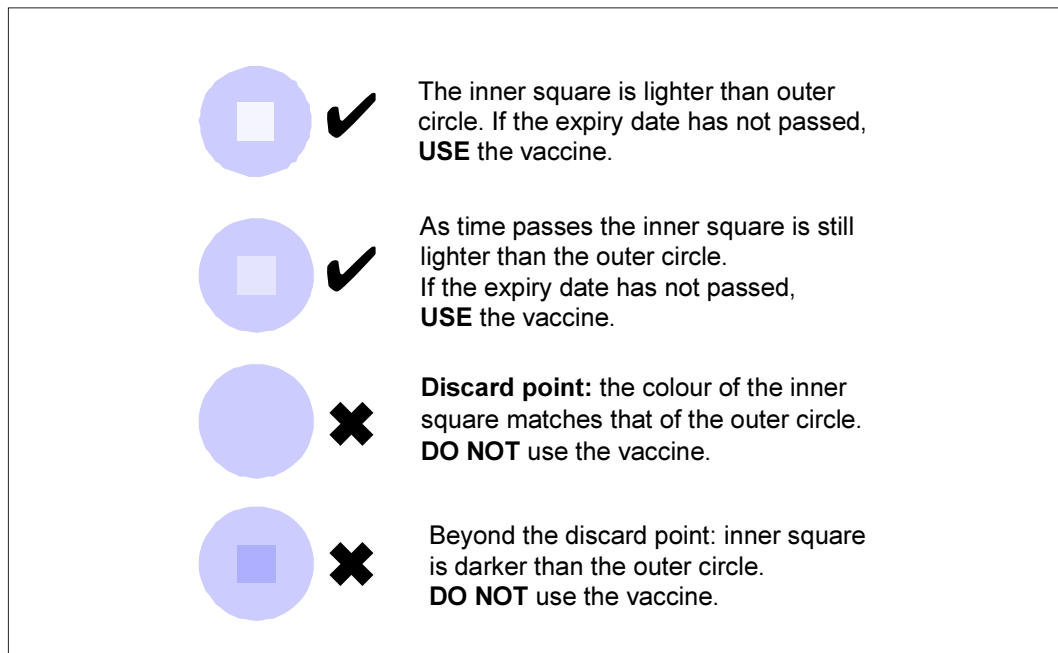 The inner square is lighter than outer
circle. If the expiry date has not passed,
USE the vaccine.
As time passes the inner square is still
lighter than the outer circle.
If the expiry date has not passed,
USE the vaccine.
Discard point: the colour of the inner
square matches that of the outer circle.
DO NOT use the vaccine.
Beyond the discard point: inner square
is darker than the outer circle.
DO NOT use the vaccine.